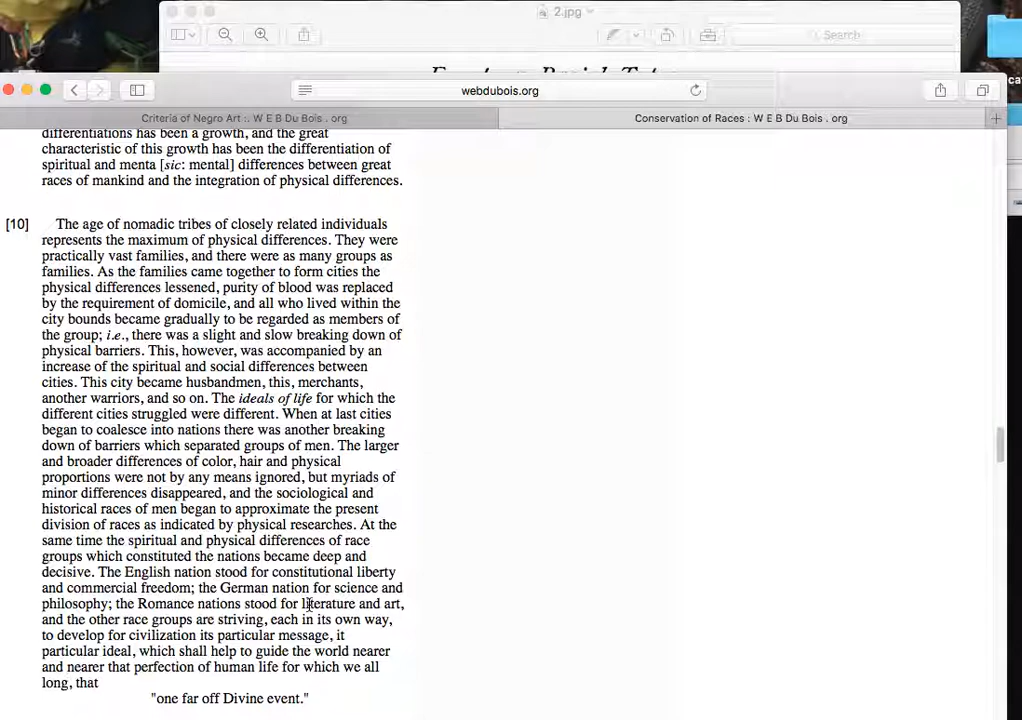 2.jpg
Search
webdubois.org
Criteria of Negro Art :. W E B Du Bois . org
Conservation of Races : W E B Du Bois . org
differentiations has been a growth, and the great
characteristic of this growth has been the differentiation of
spiritual and menta [sic: mental] differences between great
races of mankind and the integration of physical differences.
[10] The age of nomadic tribes of closely related individuals
represents the maximum of physical differences. They were
practically vast families, and there were as many groups as
families. As the families came together to form cities the
physical differences lessened, purity of blood was replaced
by the requirement of domicile, and all who lived within the
city bounds became gradually to be regarded as members of
the group; i.e., there was a slight and slow breaking down of
physical barriers. This, however, was accompanied by an
increase of the spiritual and social differences between
cities. This city became husbandmen, this, merchants,
another warriors, and so on. The ideals of life for which the
different cities struggled were different. When at last cities
began to coalesce into nations there was another breaking
down of barriers which separated groups of men. The larger
and broader differences of color, hair and physical
proportions were not by any means ignored, but myriads of
minor differences disappeared, and the sociological and
historical races of men began to approximate the present
division of races as indicated by physical researches. At the
same time the spiritual and physical differences of race
groups which constituted the nations became deep and
decisive. The English nation stood for constitutional liberty
and commercial freedom; the German nation for science and
philosophy; the Romance nations stood for literature and art,
and the other race groups are striving, each in its own way,
to develop for civilization its particular message, it
particular ideal, which shall help to guide the world nearer
and nearer that perfection of human life for which we all
long, that
"one far off Divine event."